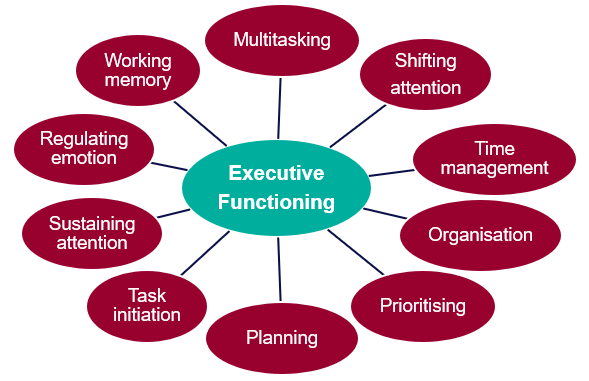 Multitasking
Shifting
attention
Time
management
Organisation
Prioritising
Planning
Task
initiation
Sustaining
attention
Regulating
emotion
Working
memory
Executive
Functioning